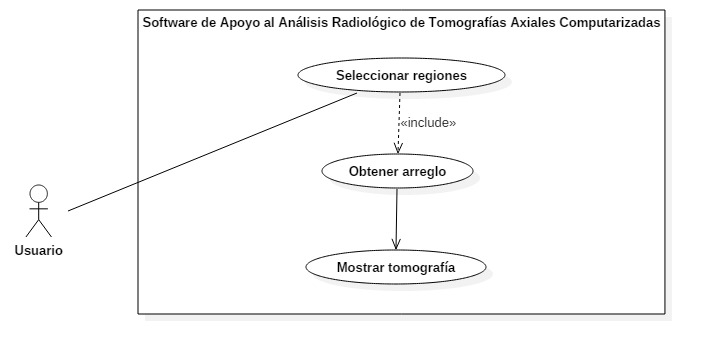 Software de Apoyo al Análisis Radiológico de Tomografías Axiales Computarizadas
Seleccionar regiones
«include»
Obtener arreglo
Usuario
Mostrar tomografía